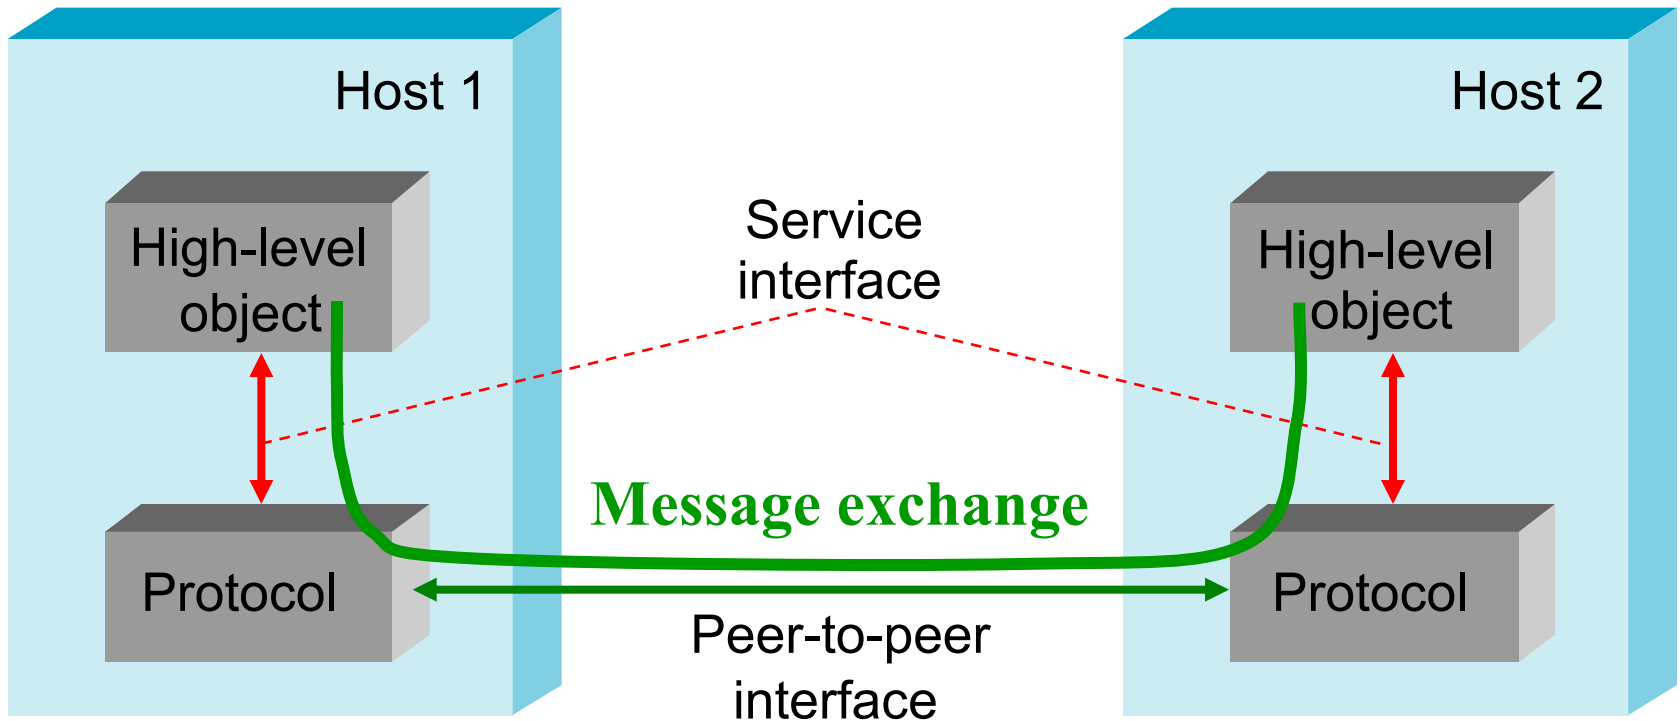 Host 1
Host 2
High-level
object
Service
interface
High-level
object
Message exchange
Protocol
Protocol
Peer-to-peer
interface